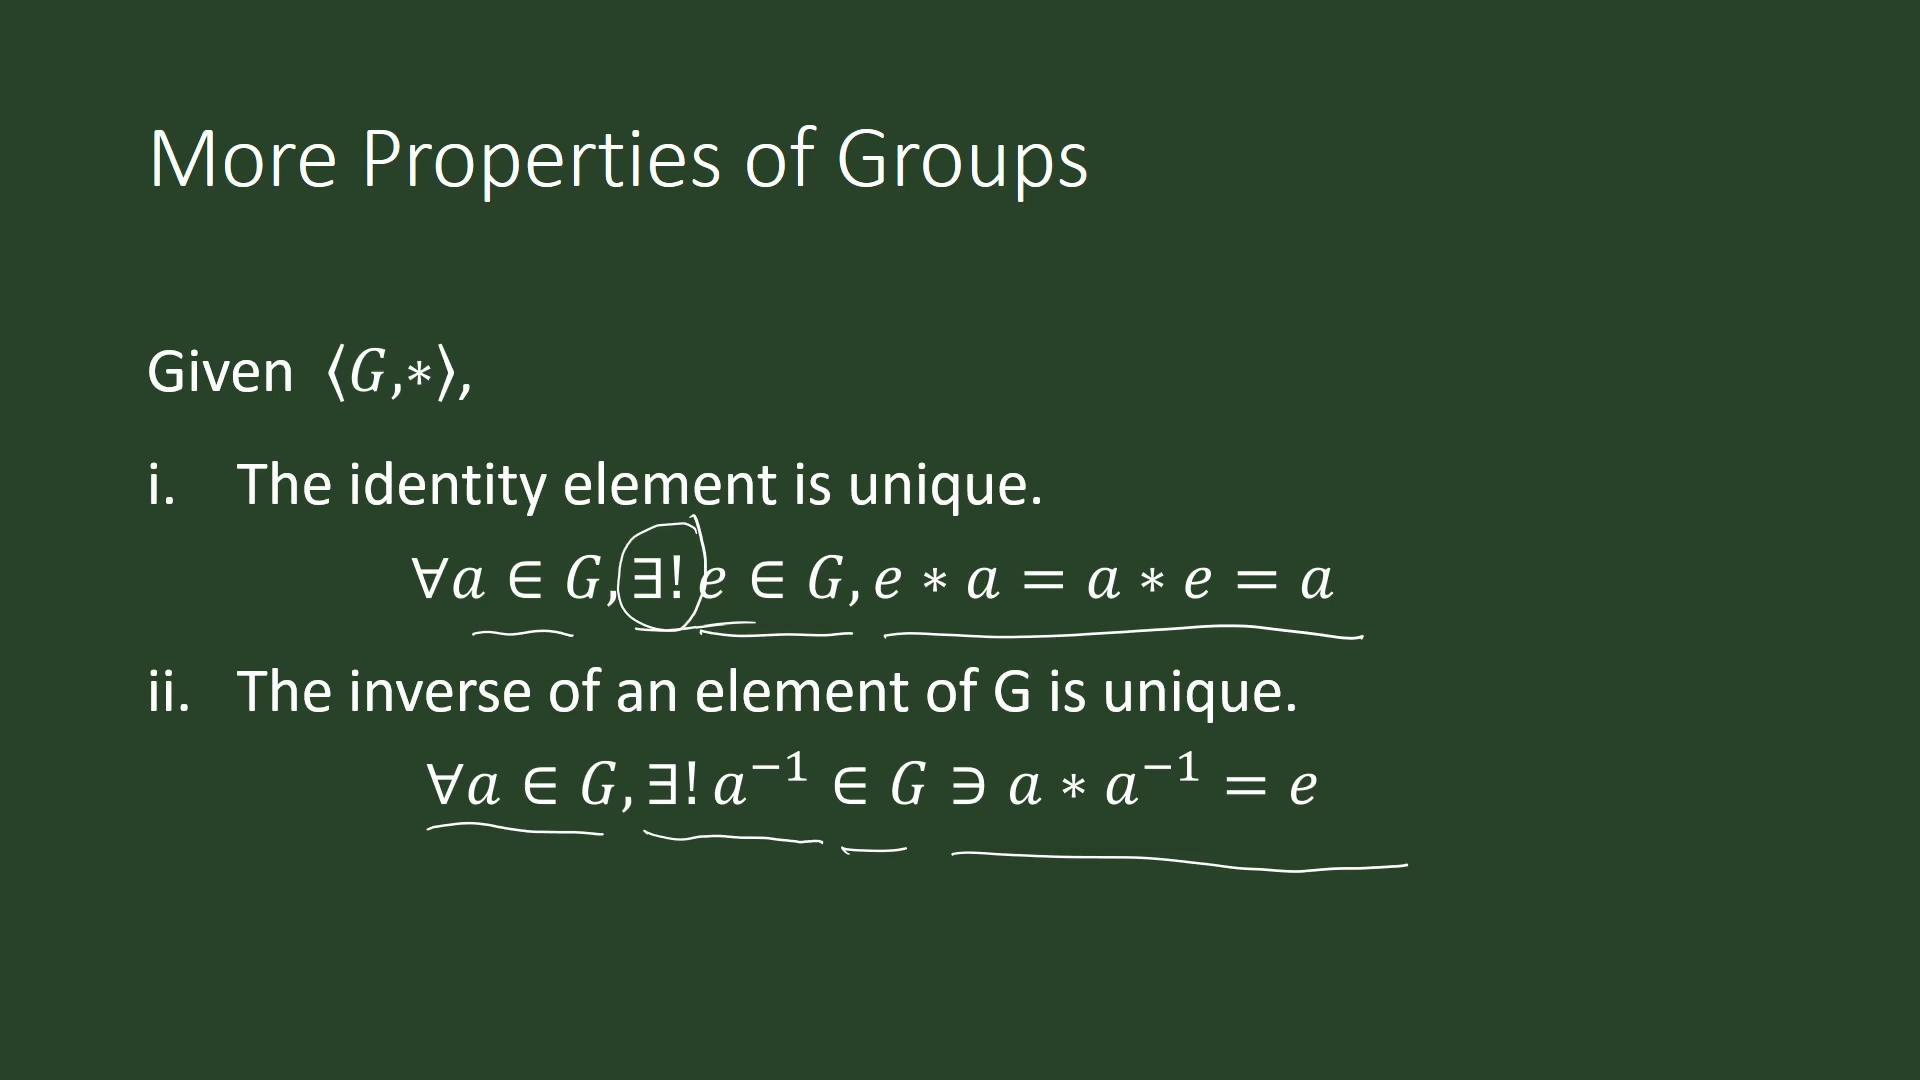 More Properties of Groups
Given ⟨G,∗⟩,
i. The identity element is unique.
∀a ∈ G, ∃! e ∈ G, e ∗ a = a ∗ e = a
ii. The inverse of an element of G is unique.
∀a ∈ G, ∃! a⁻¹ ∈ G ∋ a ∗ a⁻¹ = e